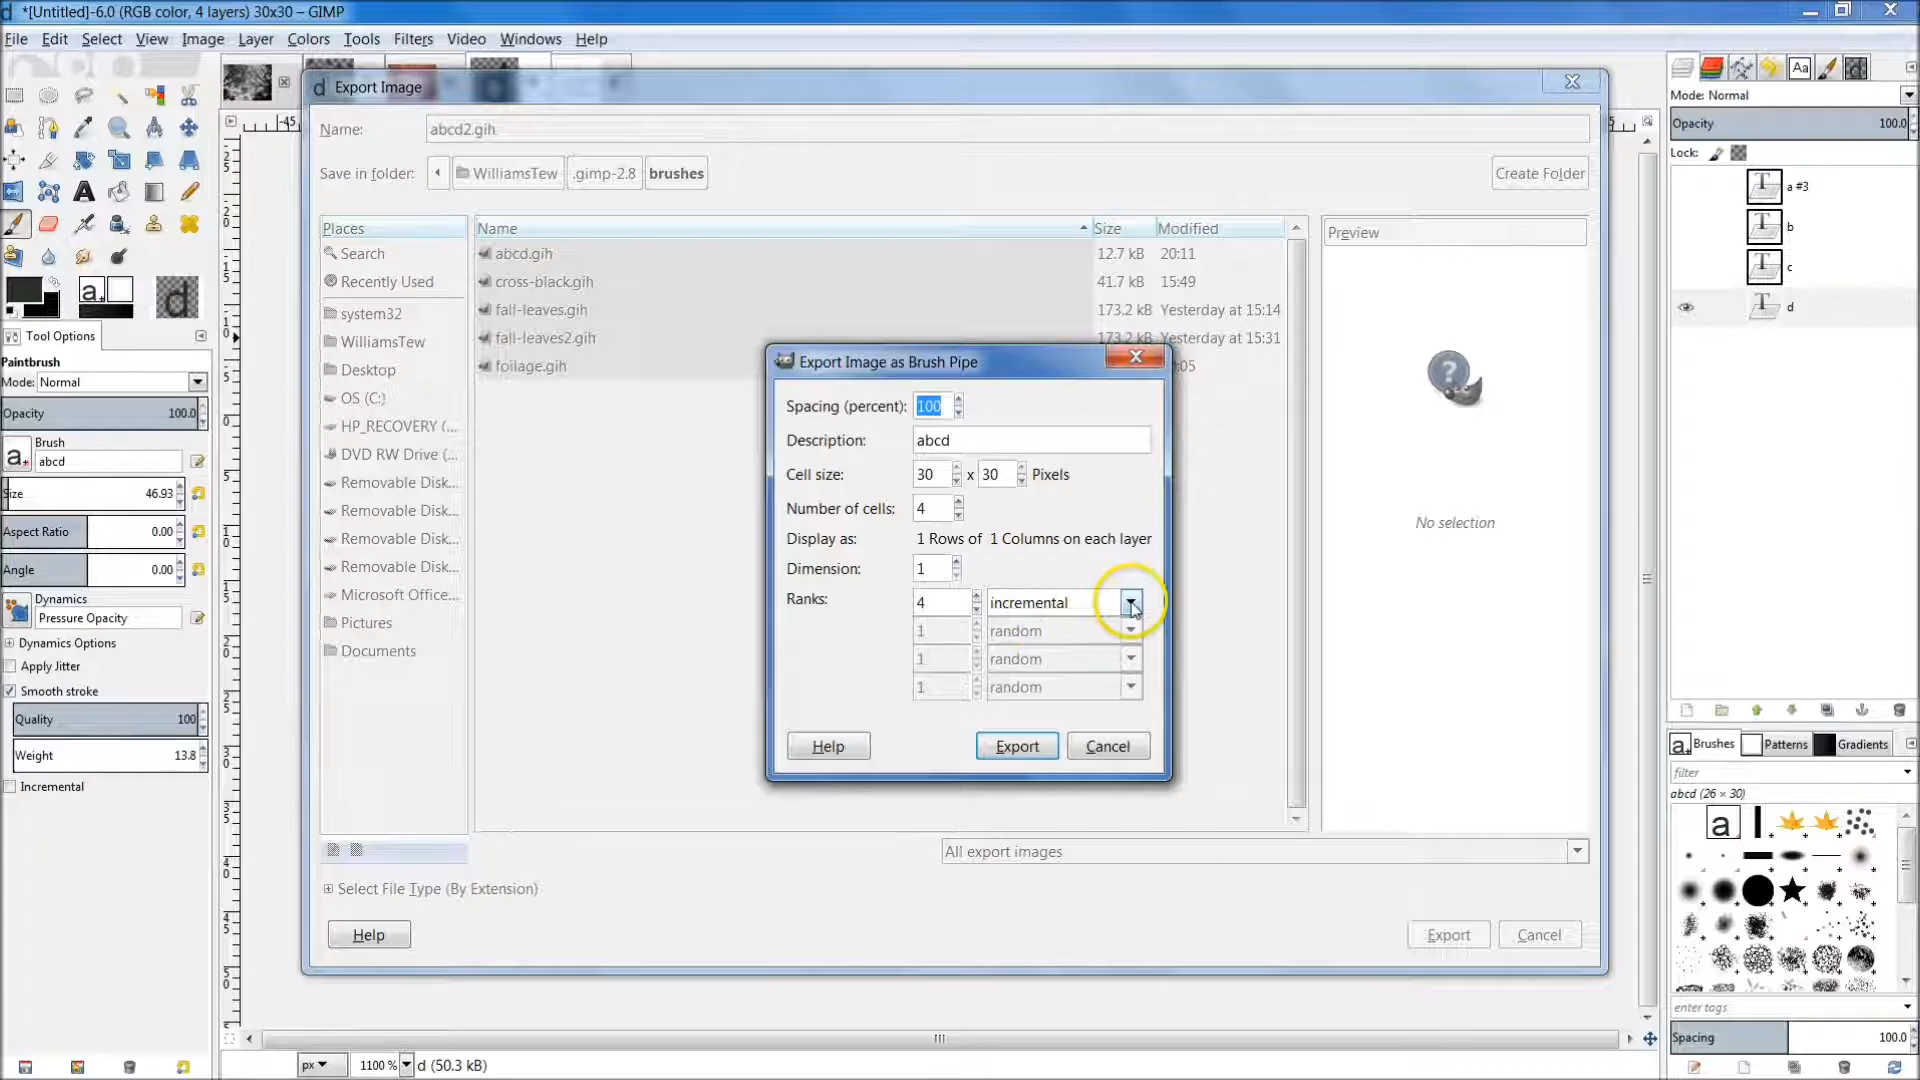 *[Untitled]-6.0 (RGB color, 4 layers) 30x30 – GIMP
File Edit Select View Image Layer Colors Tools Filters Video Windows Help
Export Image
Name: abcd2.gih
Save in folder: WilliamsTew .gimp-2.8 brushes Create Folder
Places
Search
Recently Used
system32
WilliamsTew
Desktop
OS (C:)
HP_RECOVERY (...
DVD RW Drive (...
Removable Disk...
Removable Disk...
Removable Disk...
Removable Disk...
Microsoft Office...
Pictures
Documents
Name Size Modified
abcd.gih 12.7 kB 20:11
cross-black.gih 41.7 kB 15:49
fall-leaves.gih 173.2 kB Yesterday at 15:14
fall-leaves2.gih 173.2 kB Yesterday at 15:31
foilage.gih :05
Preview
No selection
All export images
Select File Type (By Extension)
Help Export Cancel
Export Image as Brush Pipe
Spacing (percent): 100
Description: abcd
Cell size: 30 x 30 Pixels
Number of cells: 4
Display as: 1 Rows of 1 Columns on each layer
Dimension: 1
Ranks: 4 incremental
1 random
1 random
1 random
Help Export Cancel
Tool Options
Paintbrush
Mode: Normal
Opacity 100.0
Brush
abcd
Size 46.93
Aspect Ratio 0.00
Angle 0.00
Dynamics
Pressure Opacity
Dynamics Options
Apply Jitter
Smooth stroke
Quality 100
Weight 13.8
Incremental
Mode: Normal
Opacity 100.0
Lock:
a #3
b
c
d
Brushes Patterns Gradients
filter
abcd (26 × 30)
enter tags
Spacing 100.0
px 1100 % d (50.3 kB)